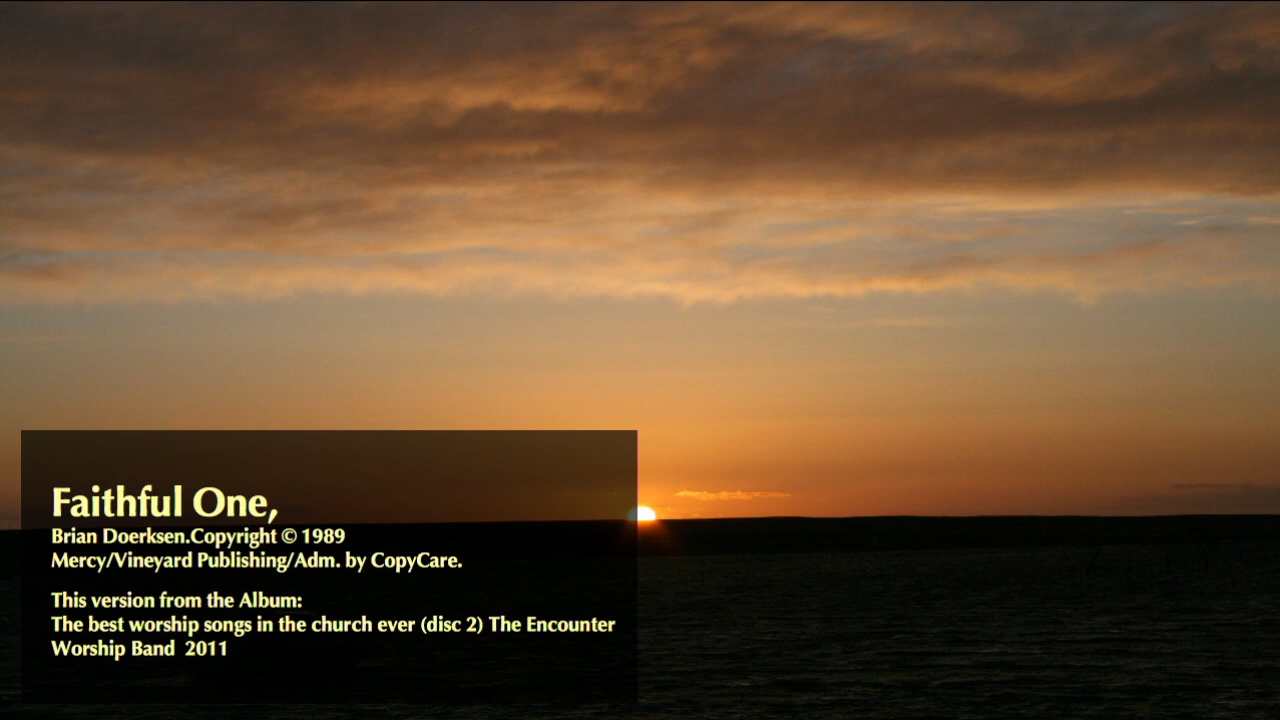 Faithful One,
Brian Doerksen.Copyright © 1989
Mercy/Vineyard Publishing/Adm. by CopyCare.
This version from the Album:
The best worship songs in the church ever (disc 2) The Encounter
Worship Band  2011